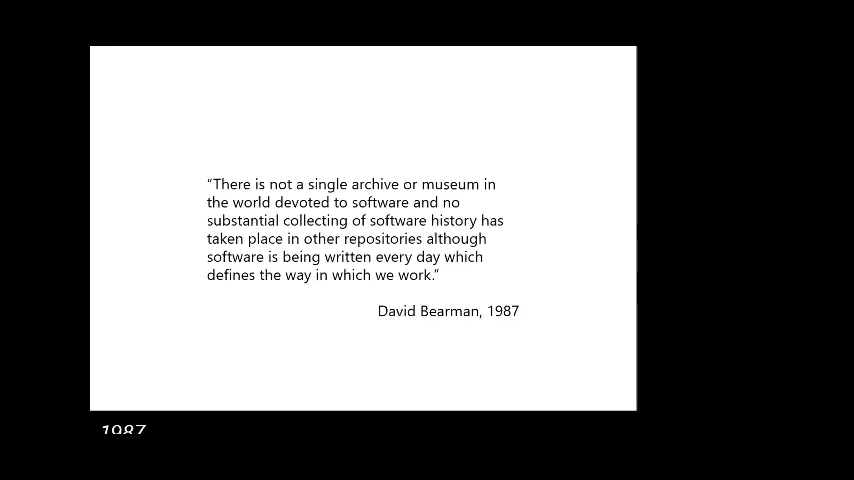 “There is not a single archive or museum in
the world devoted to software and no
substantial collecting of software history has
taken place in other repositories although
software is being written every day which
defines the way in which we work.”
David Bearman, 1987
1987